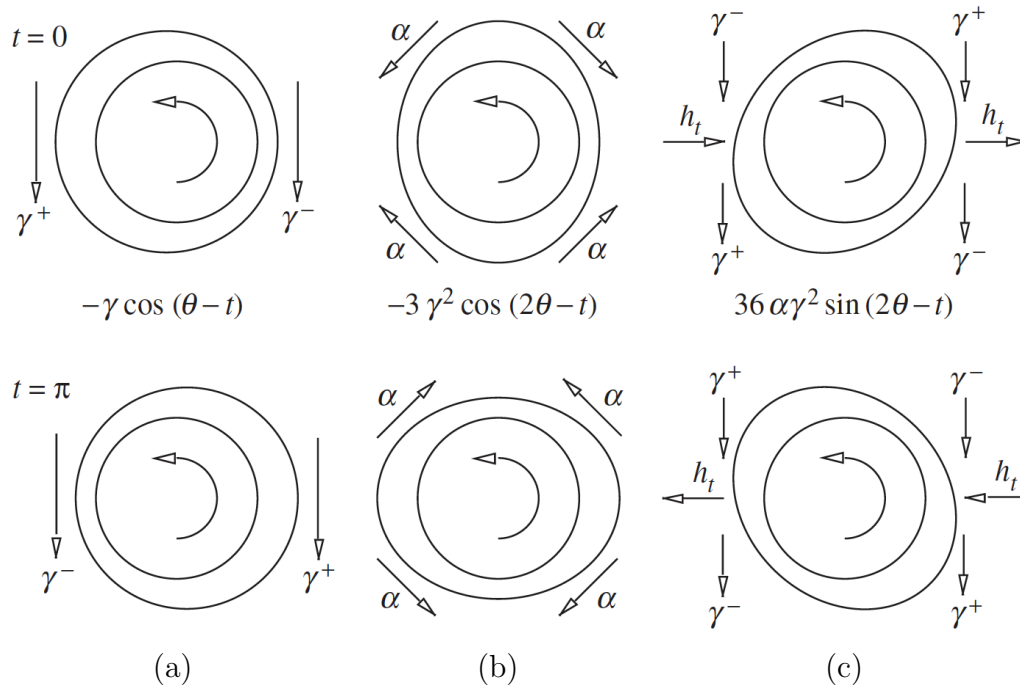 t = 0
γ⁺
γ⁻
−γ cos (θ − t)
α
α
α
α
−3 γ² cos (2θ − t)
γ⁻
γ⁺
h_t
h_t
γ⁺
γ⁻
36 αγ² sin (2θ − t)
t = π
γ⁻
γ⁺
α
α
α
α
γ⁺
γ⁻
h_t
h_t
γ⁻
γ⁺
(a)
(b)
(c)